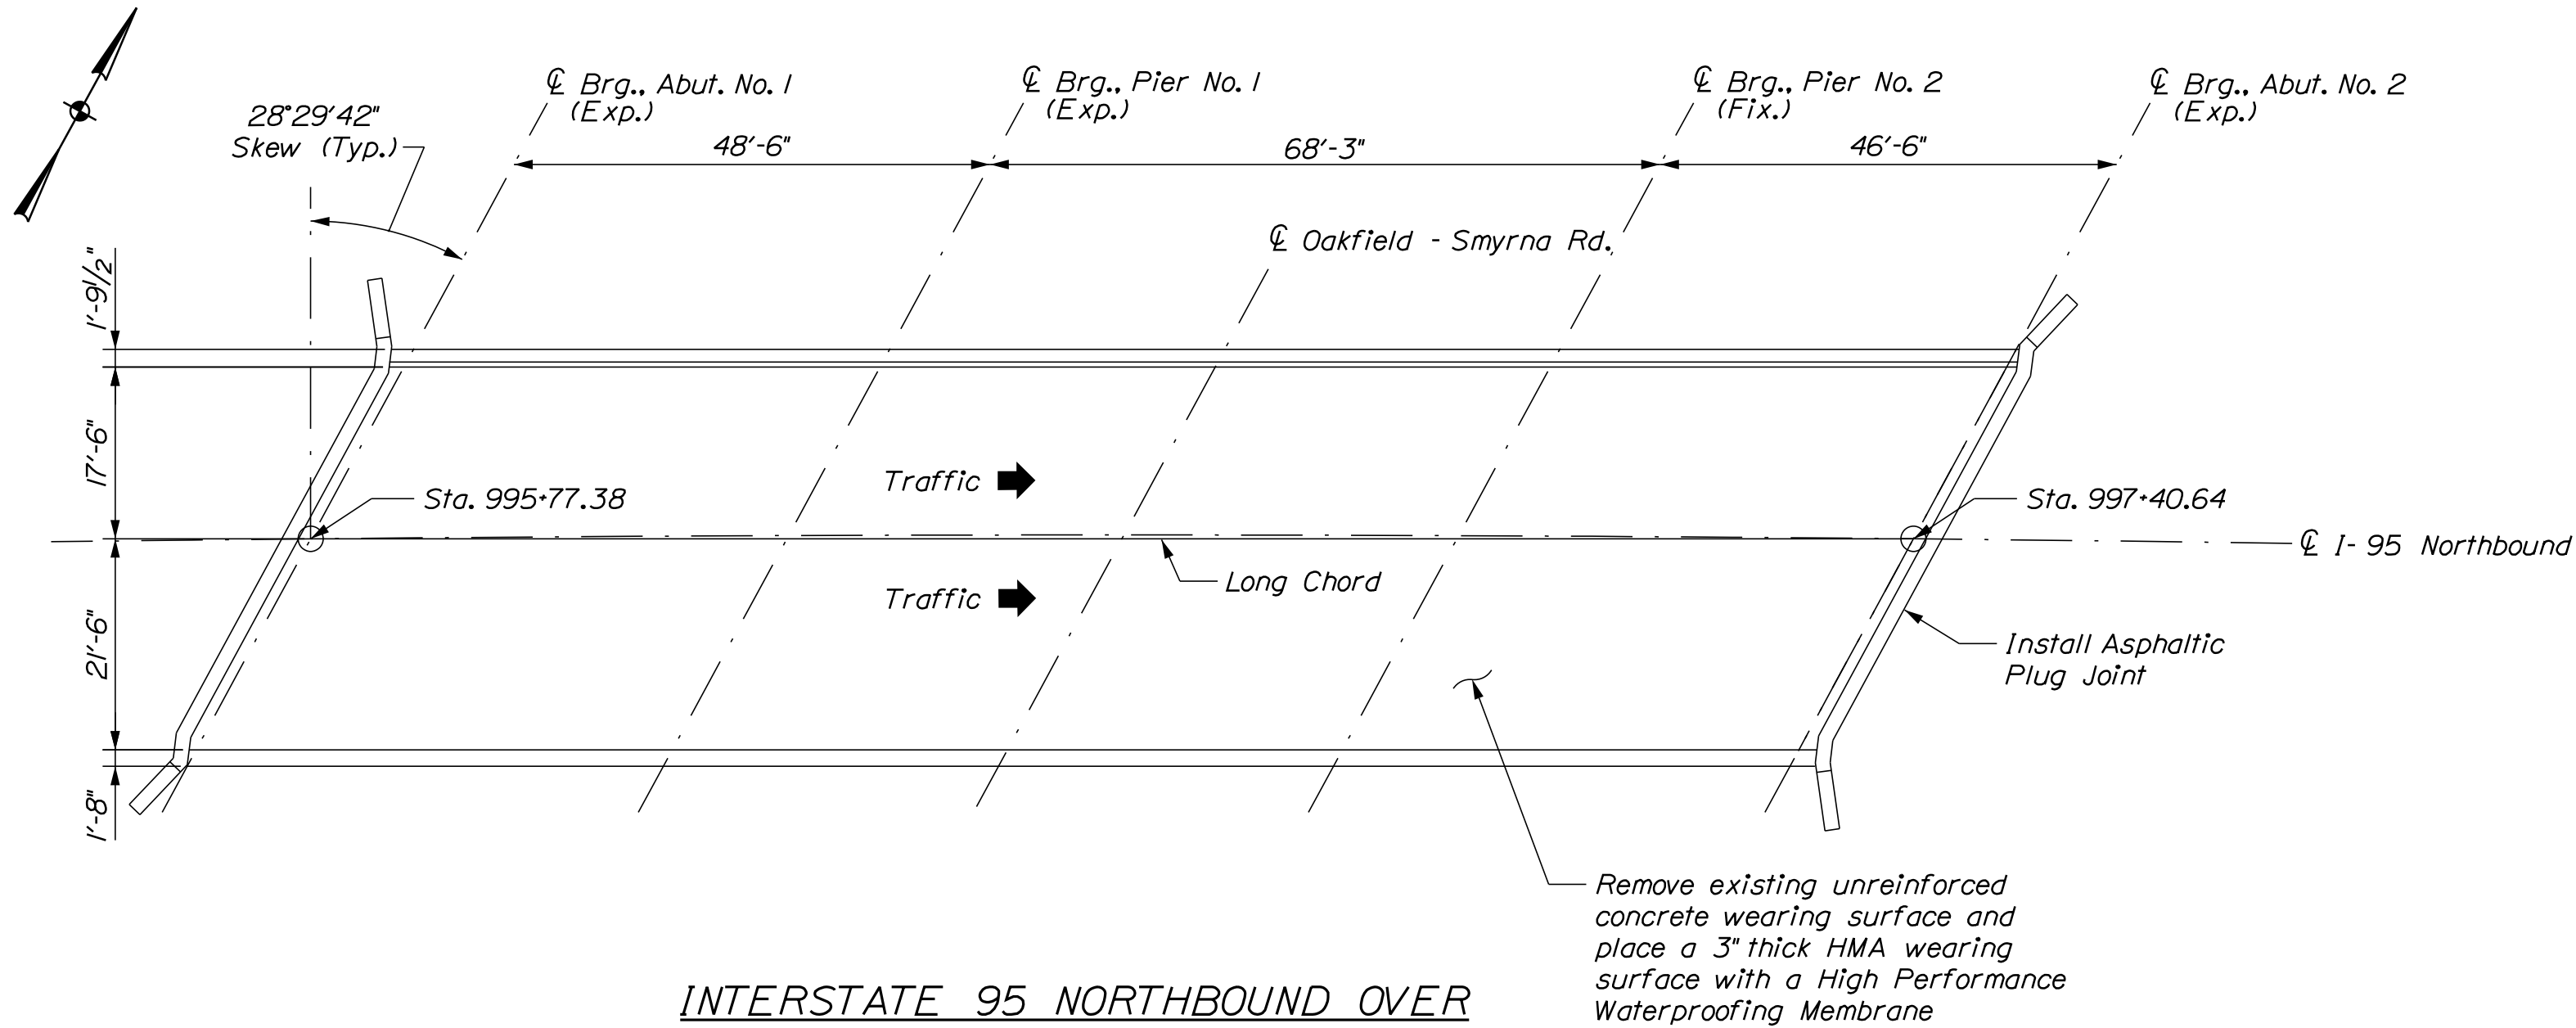 ℄ Brg., Abut. No. 1
(Exp.)
℄ Brg., Pier No. 1
(Exp.)
℄ Brg., Pier No. 2
(Fix.)
℄ Brg., Abut. No. 2
(Exp.)
28°29'42"
Skew (Typ.)
48'-6"
68'-3"
46'-6"
℄ Oakfield - Smyrna Rd.
1'-9½"
17'-6"
21'-6"
1'-8"
Traffic
Sta. 995+77.38
Sta. 997+40.64
℄ I-95 Northbound
Long Chord
Traffic
Install Asphaltic
Plug Joint
Remove existing unreinforced
concrete wearing surface and
place a 3" thick HMA wearing
surface with a High Performance
Waterproofing Membrane
INTERSTATE 95 NORTHBOUND OVER